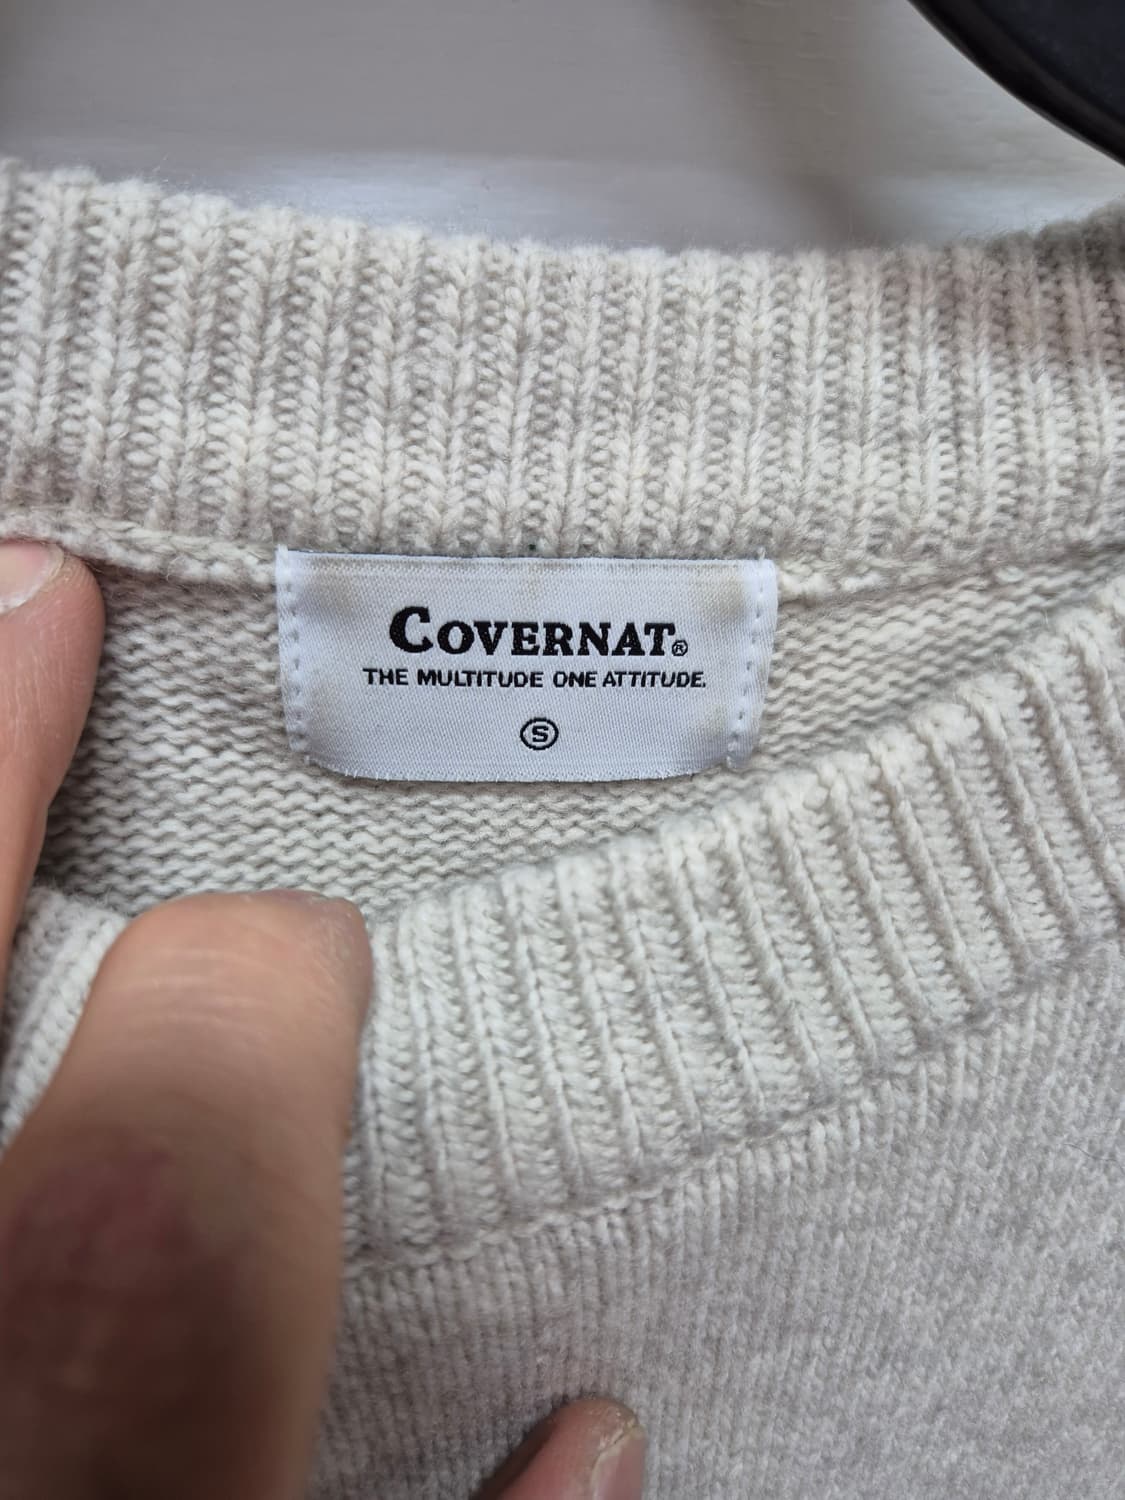 COVERNAT®
THE MULTITUDE ONE ATTITUDE.
S